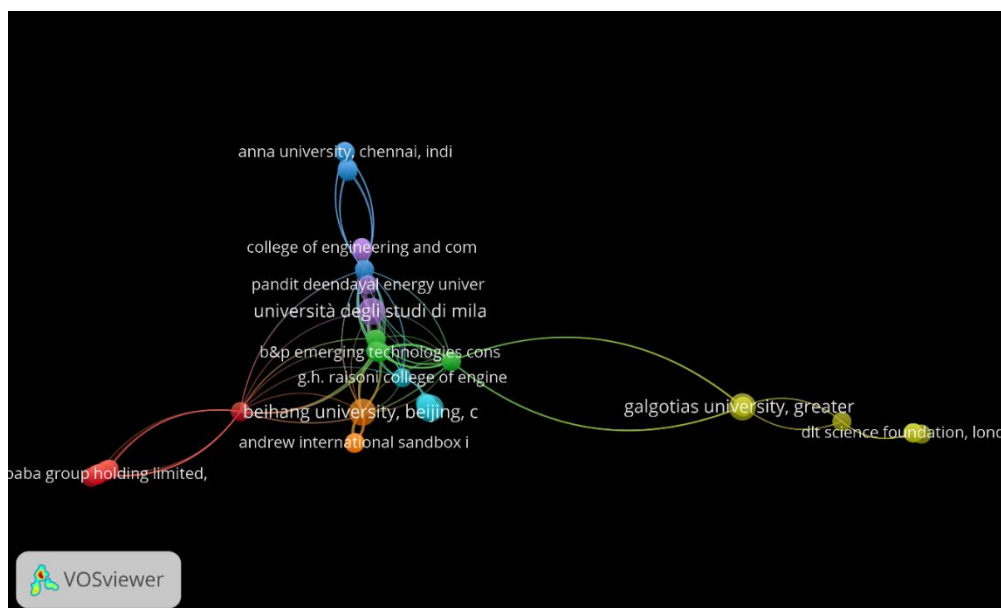 anna university, chennai, indi
college of engineering and com
pandit deendayal energy univer
università degli studi di mila
b&p emerging technologies cons
g.h. raisoni college of engine
galgotias university, greater
beihang university, beijing, c
dlt science foundation, lond
andrew international sandbox i
baba group holding limited,
VOSviewer